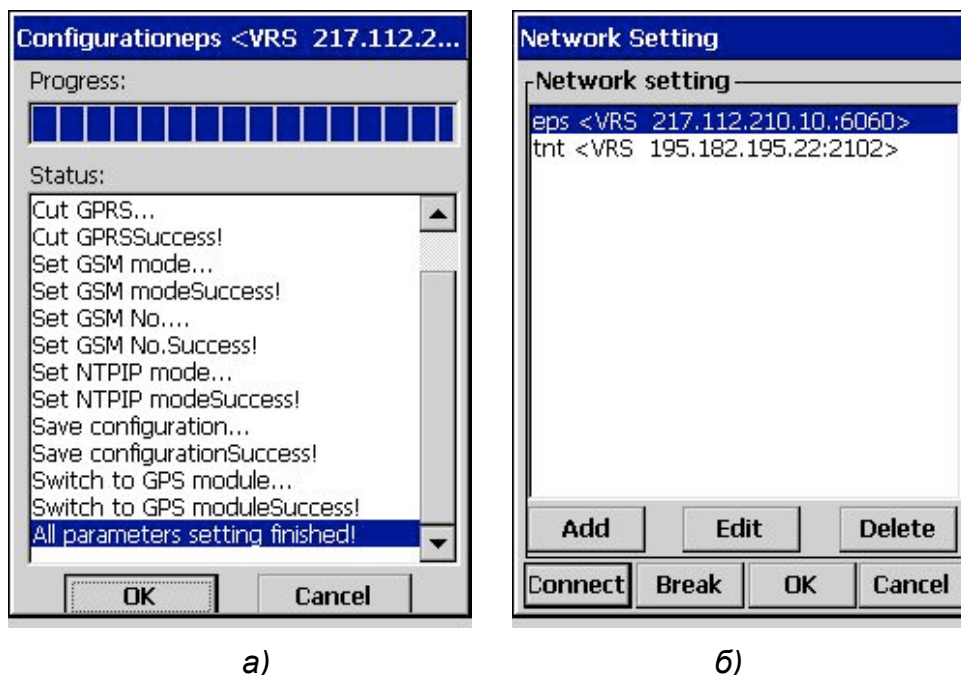 Configurationeps <VRS 217.112.2...
Progress:
Status:
Cut GPRS...
Cut GPRSSuccess!
Set GSM mode...
Set GSM modeSuccess!
Set GSM No....
Set GSM No.Success!
Set NTPIP mode...
Set NTPIP modeSuccess!
Save configuration...
Save configurationSuccess!
Switch to GPS module...
Switch to GPS moduleSuccess!
All parameters setting finished!
OK Cancel
а)
Network Setting
Network setting
eps <VRS 217.112.210.10.:6060>
tnt <VRS 195.182.195.22:2102>
Add Edit Delete
Connect Break OK Cancel
б)